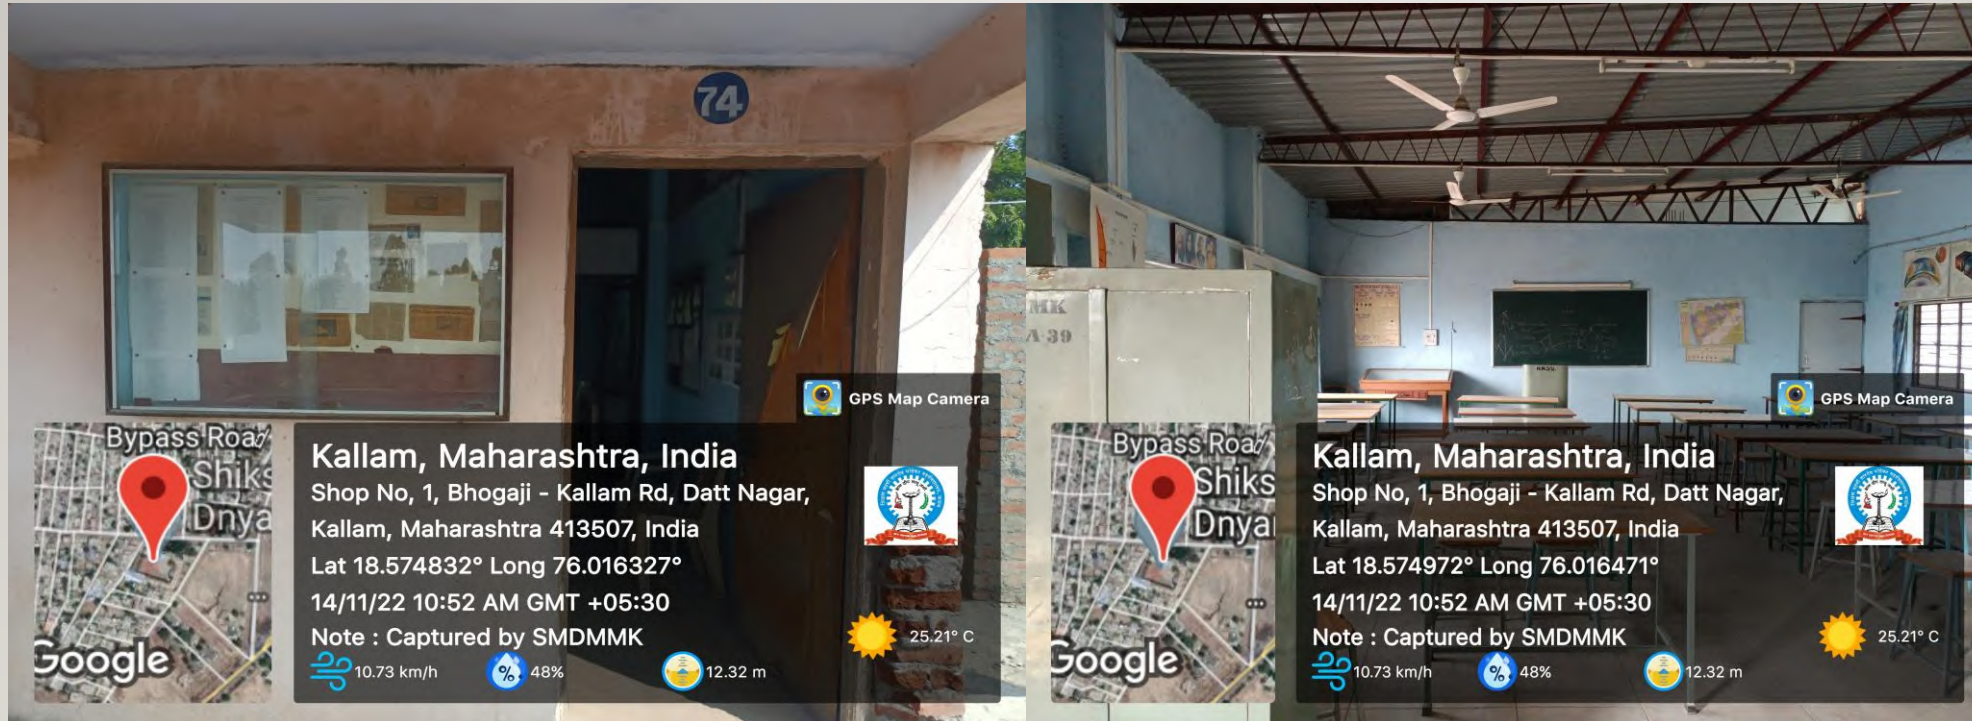 74
GPS Map Camera
Bypass Road
Shiks
Dnya
Google
Kallam, Maharashtra, India
Shop No, 1, Bhogaji - Kallam Rd, Datt Nagar,
Kallam, Maharashtra 413507, India
Lat 18.574832° Long 76.016327°
14/11/22 10:52 AM GMT +05:30
Note : Captured by SMDMMK
10.73 km/h
%
48%
12.32 m
25.21° C
MK
A-39
GPS Map Camera
Bypass Road
Shiks
Dnya
Google
Kallam, Maharashtra, India
Shop No, 1, Bhogaji - Kallam Rd, Datt Nagar,
Kallam, Maharashtra 413507, India
Lat 18.574972° Long 76.016471°
14/11/22 10:52 AM GMT +05:30
Note : Captured by SMDMMK
10.73 km/h
%
48%
12.32 m
25.21° C